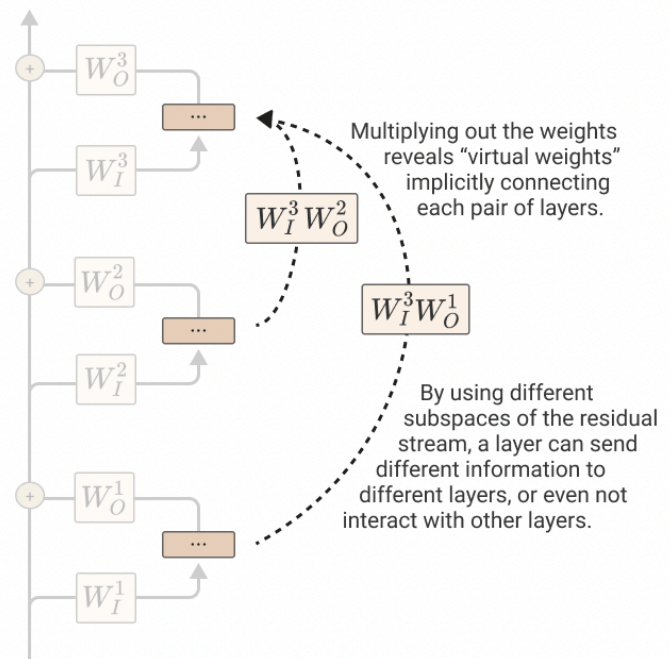 +
W_O^3
...
W_I^3
Multiplying out the weights
reveals “virtual weights”
implicitly connecting
each pair of layers.
W_I^3 W_O^2
+
W_O^2
...
W_I^3 W_O^1
W_I^2
By using different
subspaces of the residual
stream, a layer can send
different information to
different layers, or even not
interact with other layers.
+
W_O^1
...
W_I^1